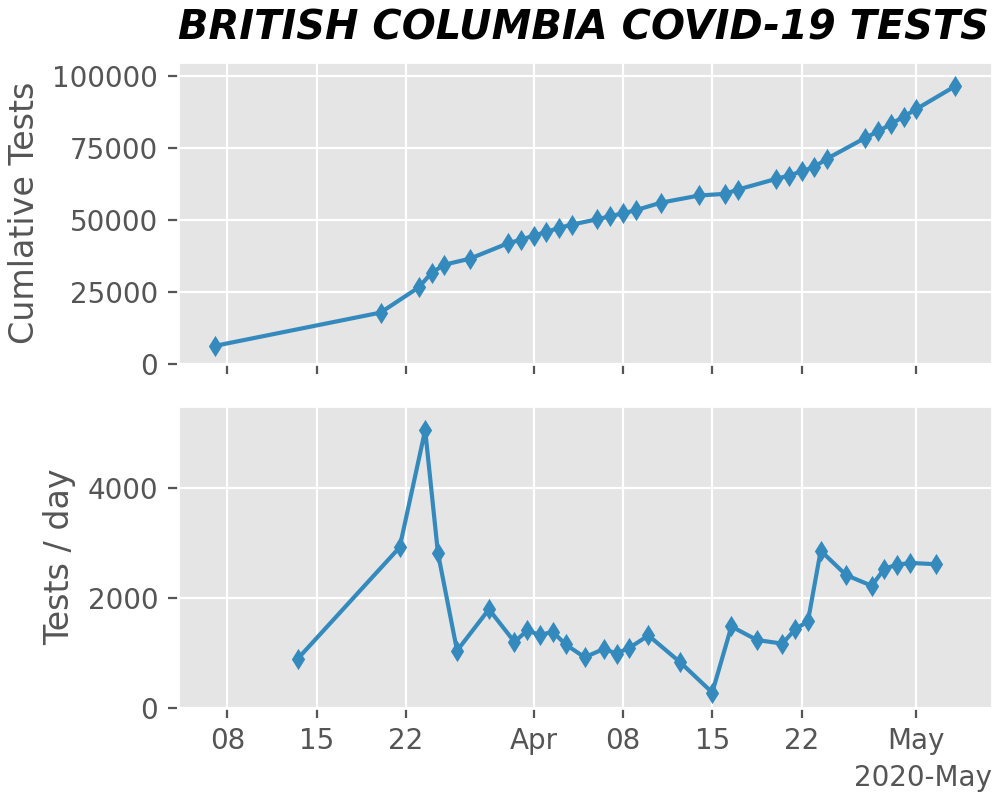 BRITISH COLUMBIA COVID-19 TESTS
100000
75000
50000
25000
0
Cumlative Tests
4000
2000
0
Tests / day
08 15 22 Apr 08 15 22 May
2020-May